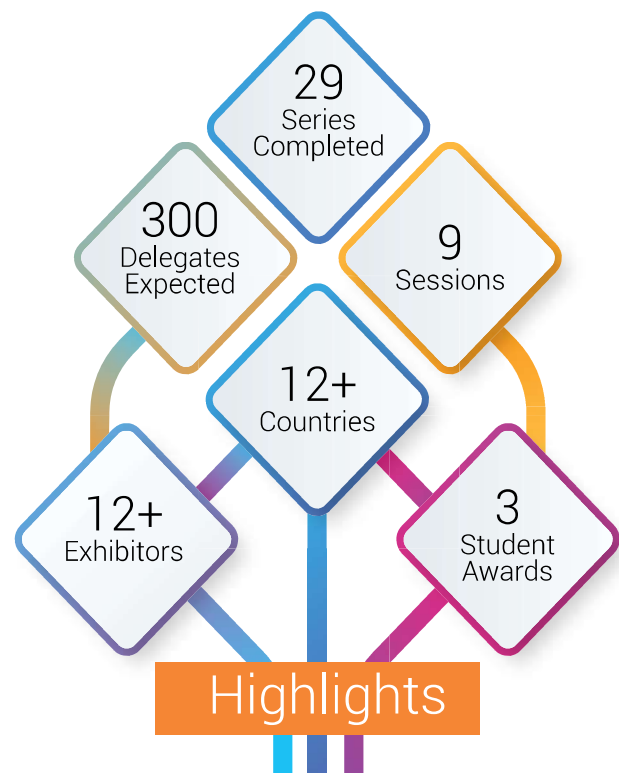 29
Series
Completed
300
Delegates
Expected
9
Sessions
12+
Countries
12+
Exhibitors
3
Student
Awards
Highlights